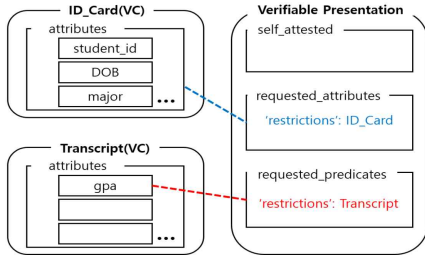 ID_Card(VC)
attributes
student_id
DOB
major
...
Transcript(VC)
attributes
gpa
...
Verifiable Presentation
self_attested
requested_attributes
'restrictions': ID_Card
requested_predicates
'restrictions': Transcript